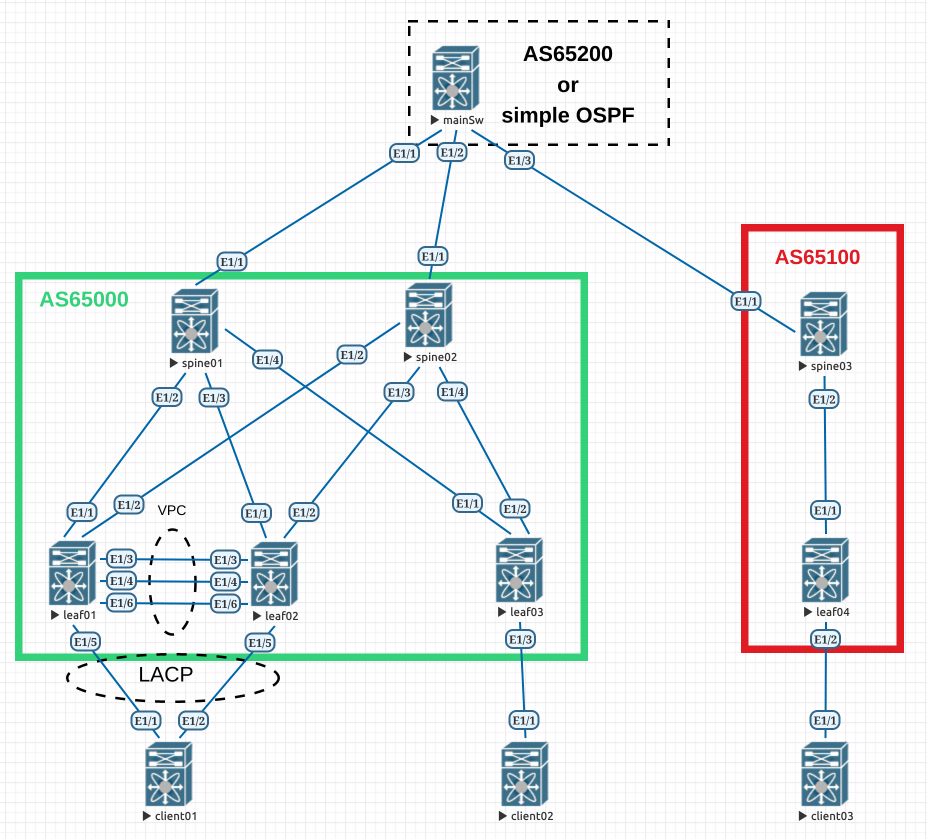 AS65200
or
simple OSPF
mainSw
E1/1
E1/2
E1/3
E1/1
E1/1
AS65100
E1/1
AS65000
spine01
spine02
spine03
E1/4
E1/2
E1/2
E1/3
E1/3
E1/4
E1/2
E1/1
E1/2
E1/1
E1/2
E1/1
E1/2
E1/1
VPC
E1/3
E1/3
E1/4
E1/4
E1/6
E1/6
leaf01
leaf02
leaf03
leaf04
E1/5
E1/5
E1/3
E1/2
LACP
E1/1
E1/2
E1/1
E1/1
client01
client02
client03